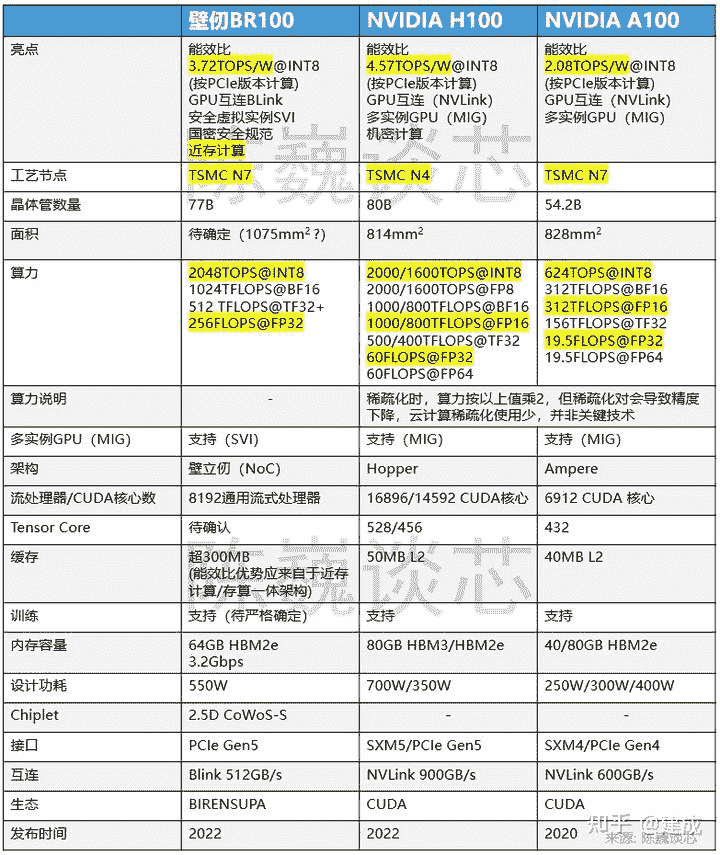 壁仞BR100 NVIDIA H100 NVIDIA A100
亮点
能效比
3.72TOPS/W@INT8
(按PCIe版本计算)
GPU互连BLink
安全虚拟实例SVI
国密安全规范
近存计算
能效比
4.57TOPS/W@INT8
(按PCIe版本计算)
GPU互连（NVLink）
多实例GPU（MIG）
机密计算
能效比
2.08TOPS/W@INT8
(按PCIe版本计算)
GPU互连（NVLink）
多实例GPU（MIG）
工艺节点 TSMC N7 TSMC N4 TSMC N7
晶体管数量 77B 80B 54.2B
面积 待确定（1075mm²？） 814mm² 828mm²
算力
2048TOPS@INT8
1024TFLOPS@BF16
512 TFLOPS@TF32+
256FLOPS@FP32
2000/1600TOPS@INT8
2000/1600TOPS@FP8
1000/800TFLOPS@BF16
1000/800TFLOPS@FP16
500/400TFLOPS@TF32
60FLOPS@FP32
60FLOPS@FP64
624TOPS@INT8
312TFLOPS@BF16
312TFLOPS@FP16
156TFLOPS@TF32
19.5FLOPS@FP32
19.5FLOPS@FP64
算力说明 - 稀疏化时，算力按以上值乘2，但稀疏化对会导致精度
下降，云计算稀疏化使用少，并非关键技术
多实例GPU（MIG） 支持（SVI） 支持（MIG） 支持（MIG）
架构 壁立仞（NoC） Hopper Ampere
流处理器/CUDA核心数 8192通用流式处理器 16896/14592 CUDA核心 6912 CUDA 核心
Tensor Core 待确认 528/456 432
缓存
超300MB
(能效比优势应来自于近存
计算/存算一体架构)
50MB L2
40MB L2
训练 支持（待严格确定） 支持 支持
内存容量
64GB HBM2e
3.2Gbps
80GB HBM3/HBM2e
40/80GB HBM2e
设计功耗 550W 700W/350W 250W/300W/400W
Chiplet 2.5D CoWoS-S - -
接口 PCIe Gen5 SXM5/PCIe Gen5 SXM4/PCIe Gen4
互连 Blink 512GB/s NVLink 900GB/s NVLink 600GB/s
生态 BIRENSUPA CUDA CUDA
发布时间 2022 2022 2020
陈巍谈芯
陈巍谈芯
知乎 @建成
来源: 陈巍谈芯